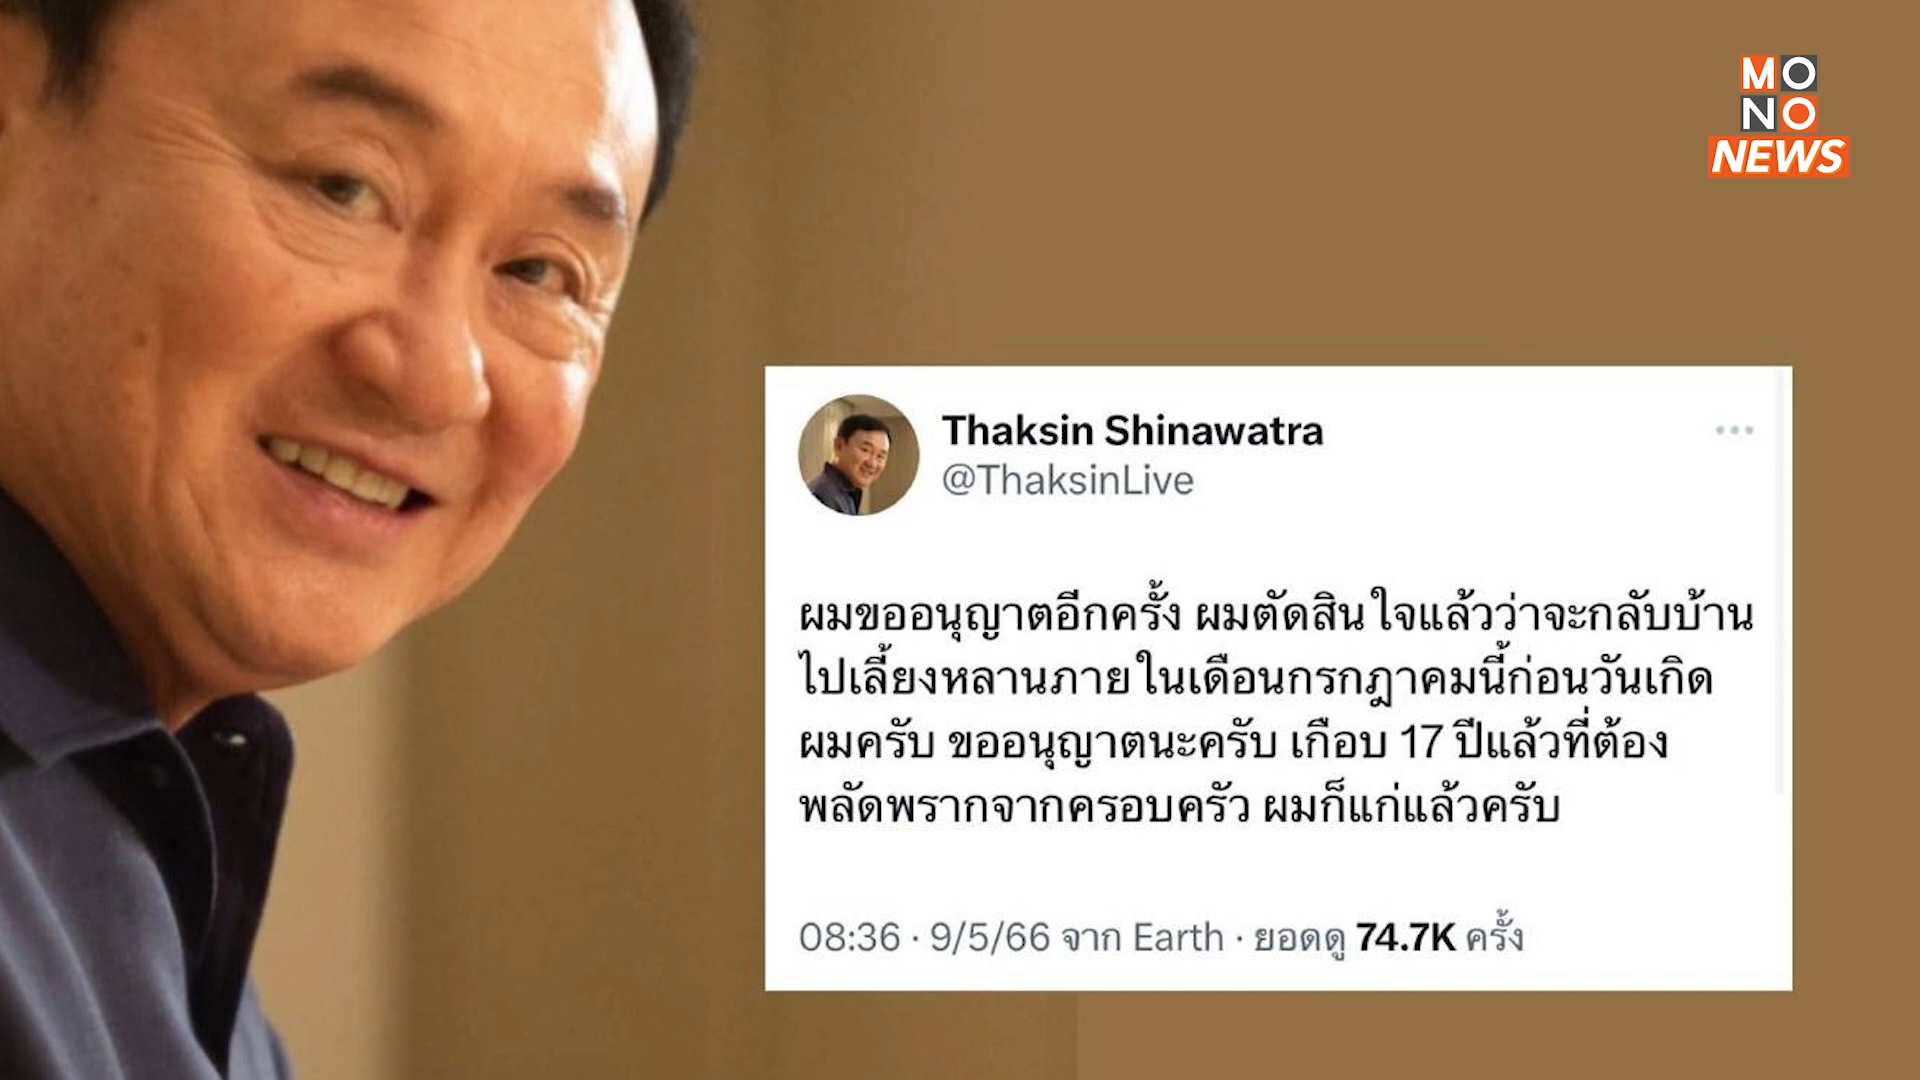 MO
NO
NEWS
Thaksin Shinawatra
@ThaksinLive
ผมขออนุญาตอีกครั้ง ผมตัดสินใจแล้วว่าจะกลับบ้าน
ไปเลี้ยงหลานภายในเดือนกรกฎาคมนี้ก่อนวันเกิด
ผมครับ ขออนุญาตนะครับ เกือบ 17 ปีแล้วที่ต้อง
พลัดพรากจากครอบครัว ผมก็แก่แล้วครับ
08:36 · 9/5/66 จาก Earth · ยอดดู 74.7K ครั้ง